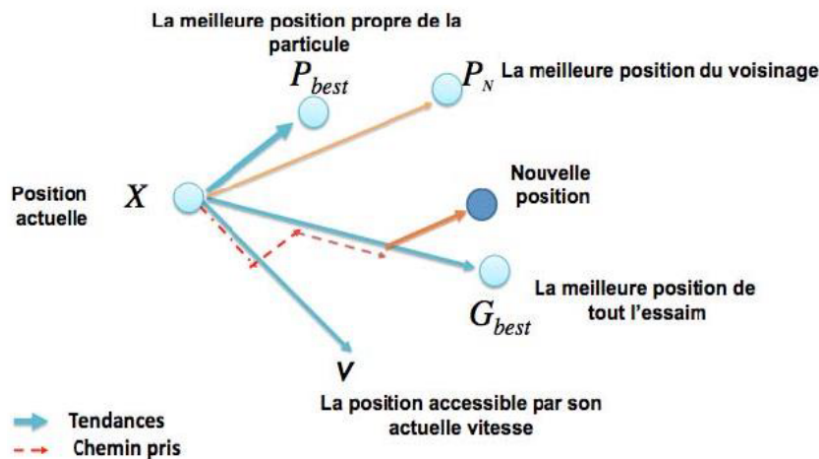 La meilleure position propre de la
particule
P_best
P_N
La meilleure position du voisinage
Position
actuelle
X
Nouvelle
position
La meilleure position de
tout l'essaim
G_best
V
La position accessible par son
actuelle vitesse
Tendances
Chemin pris